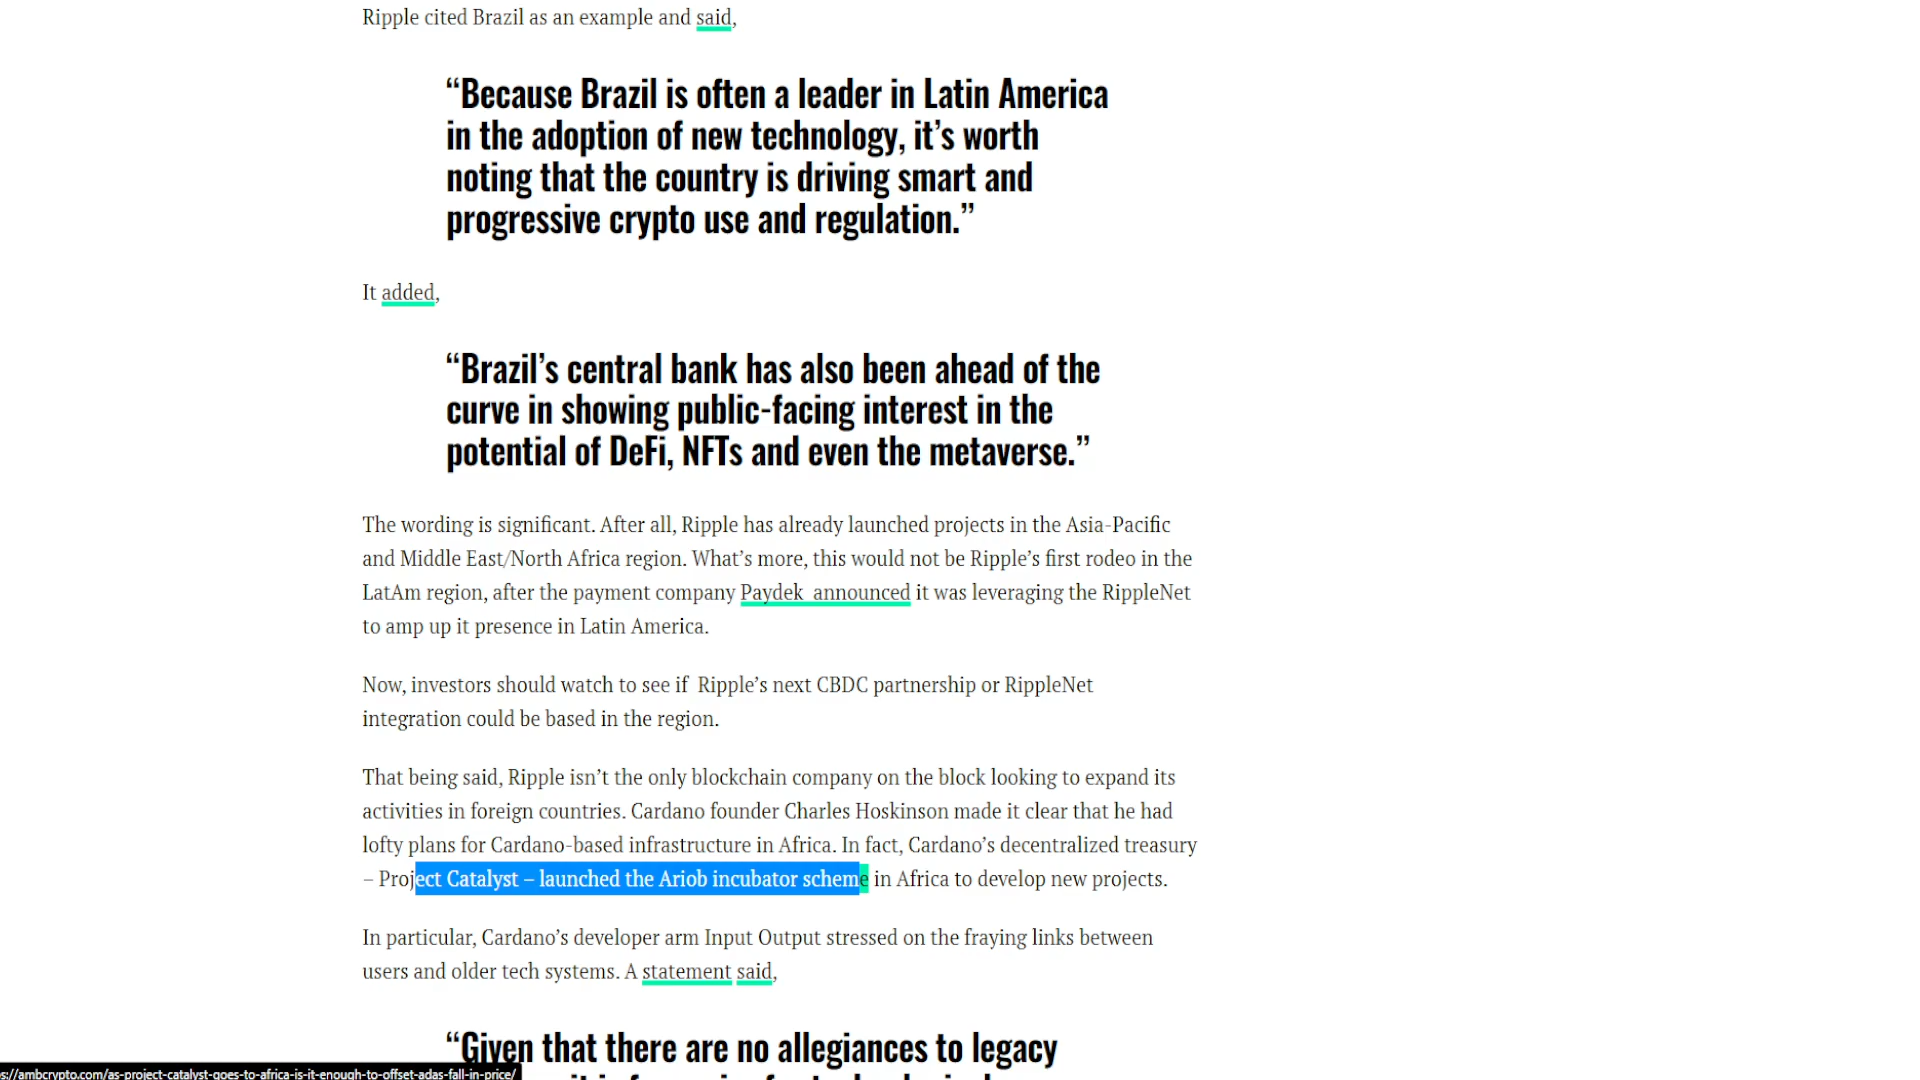 Ripple cited Brazil as an example and said,
“Because Brazil is often a leader in Latin America
in the adoption of new technology, it’s worth
noting that the country is driving smart and
progressive crypto use and regulation.”
It added,
“Brazil’s central bank has also been ahead of the
curve in showing public-facing interest in the
potential of DeFi, NFTs and even the metaverse.”
The wording is significant. After all, Ripple has already launched projects in the Asia-Pacific
and Middle East/North Africa region. What’s more, this would not be Ripple’s first rodeo in the
LatAm region, after the payment company Paydek announced it was leveraging the RippleNet
to amp up it presence in Latin America.
Now, investors should watch to see if Ripple’s next CBDC partnership or RippleNet
integration could be based in the region.
That being said, Ripple isn’t the only blockchain company on the block looking to expand its
activities in foreign countries. Cardano founder Charles Hoskinson made it clear that he had
lofty plans for Cardano-based infrastructure in Africa. In fact, Cardano’s decentralized treasury
– Project Catalyst – launched the Ariob incubator scheme in Africa to develop new projects.
In particular, Cardano’s developer arm Input Output stressed on the fraying links between
users and older tech systems. A statement said,
“Given that there are no allegiances to legacy
s://ambcrypto.com/as-project-catalyst-goes-to-africa-is-it-enough-to-offset-adas-fall-in-price/